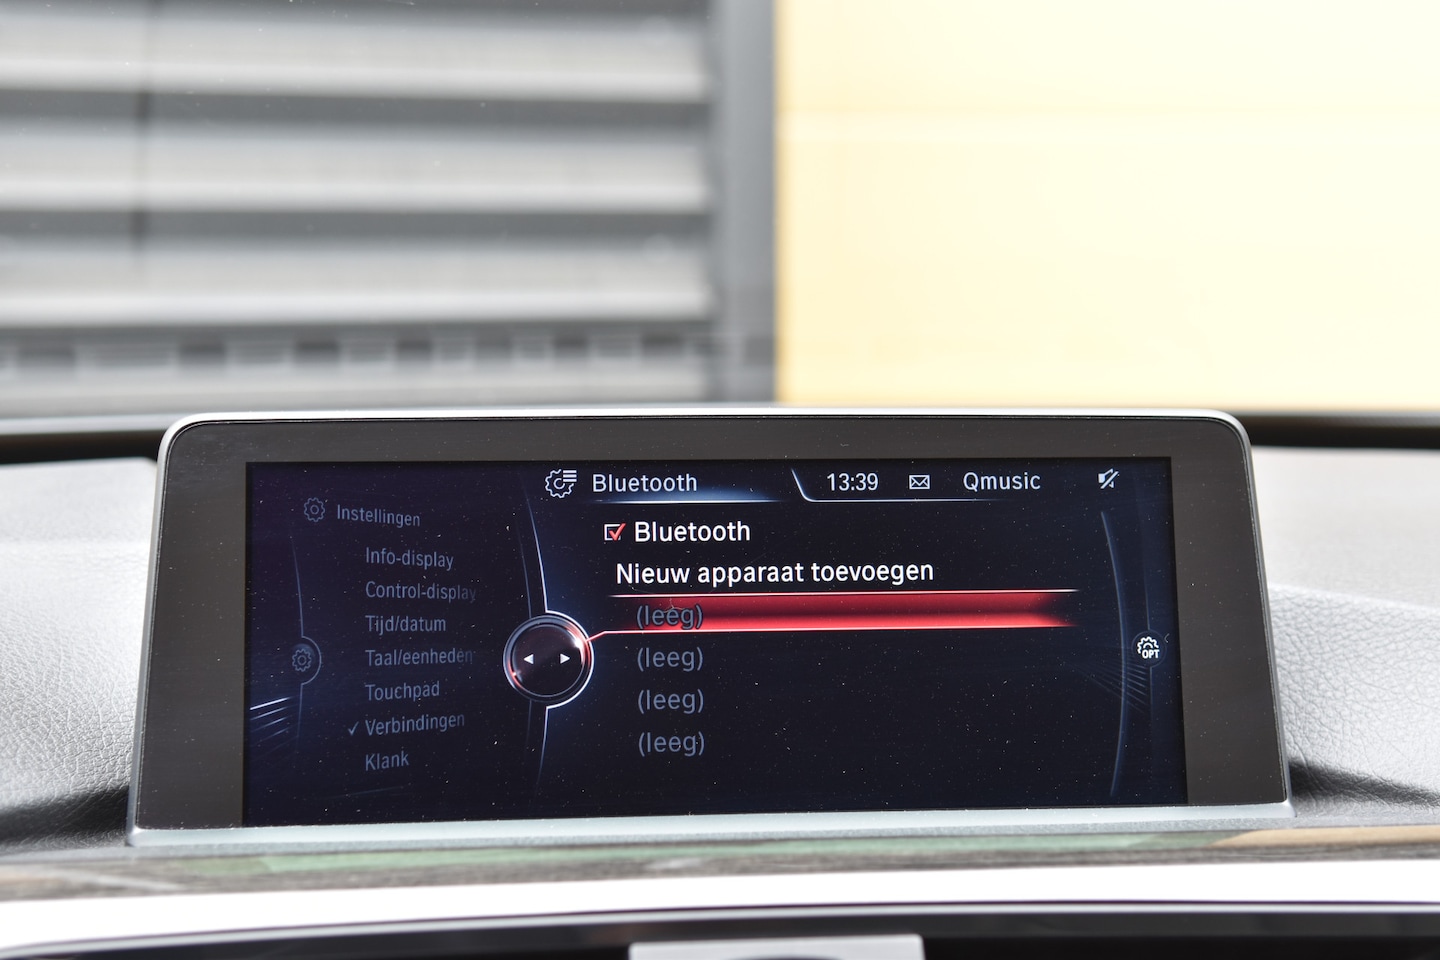 Bluetooth
13:39
Qmusic
Instellingen
Info-display
Control-display
Tijd/datum
Taal/eenheden
Touchpad
Verbindingen
Klank
Bluetooth
Nieuw apparaat toevoegen
(leeg)
(leeg)
(leeg)
(leeg)
OPT